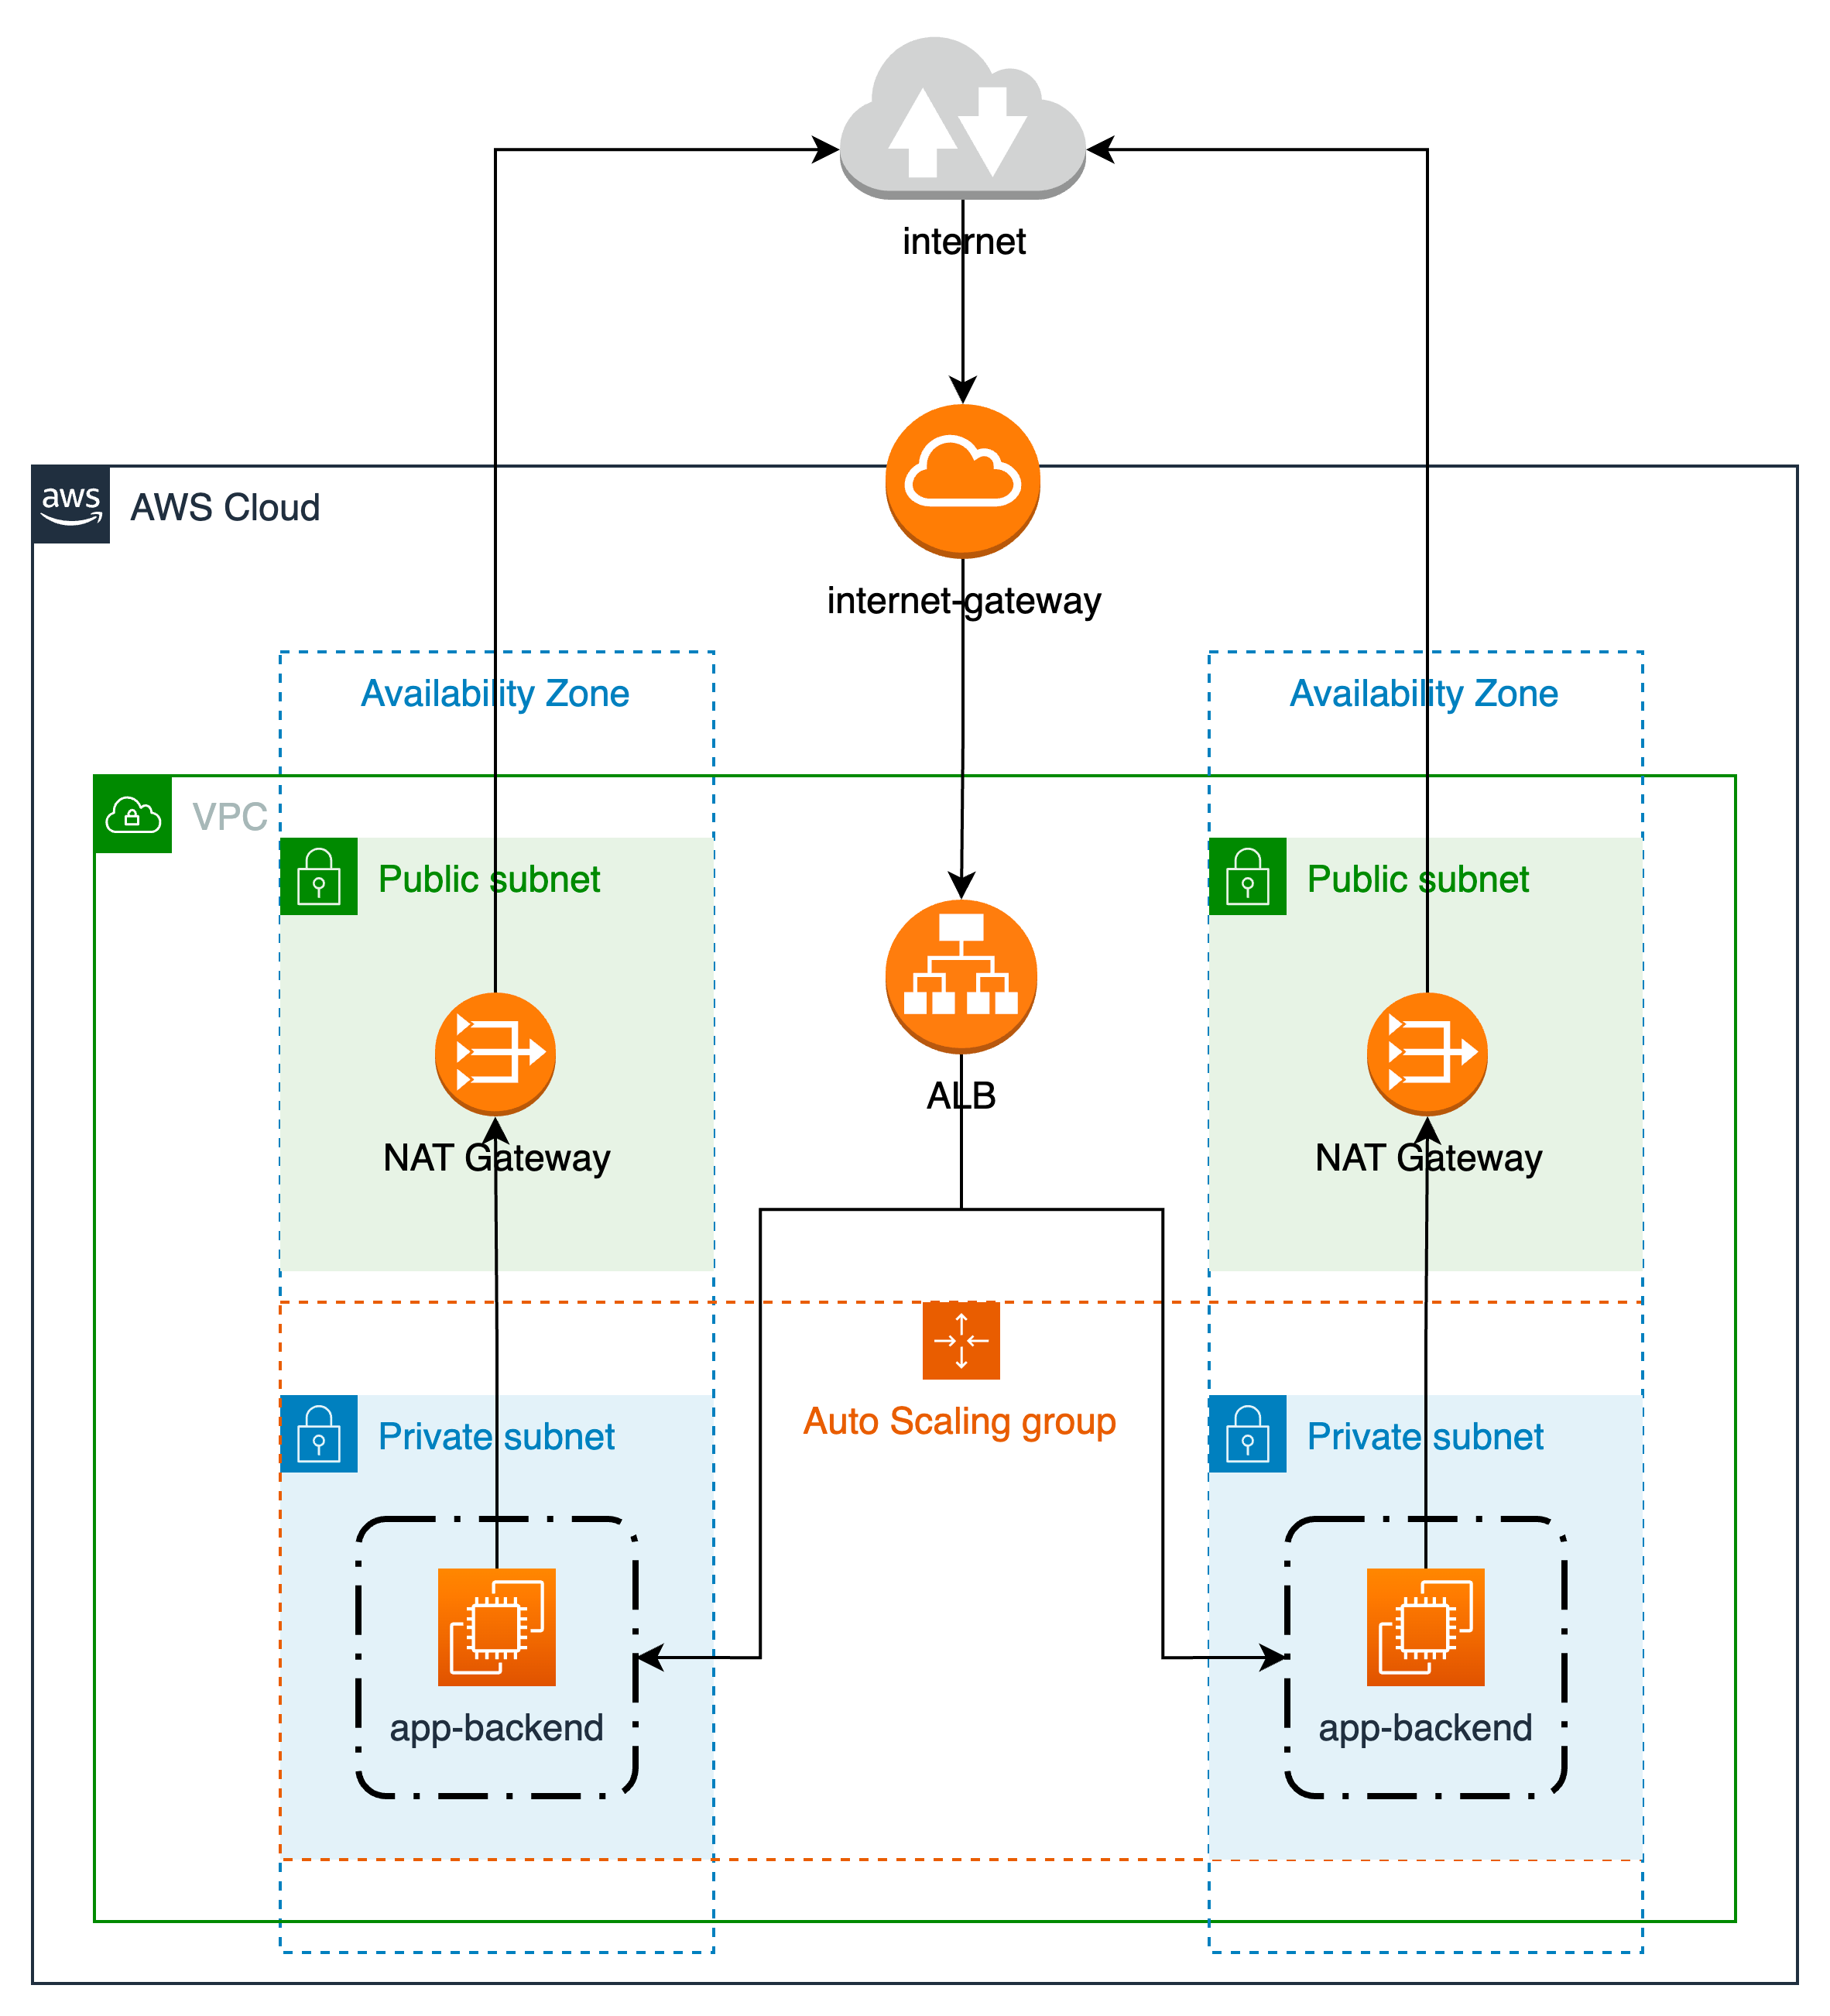 internet
aws
AWS Cloud
internet-gateway
Availability Zone
Availability Zone
VPC
Public subnet
Public subnet
ALB
NAT Gateway
NAT Gateway
Auto Scaling group
Private subnet
Private subnet
app-backend
app-backend